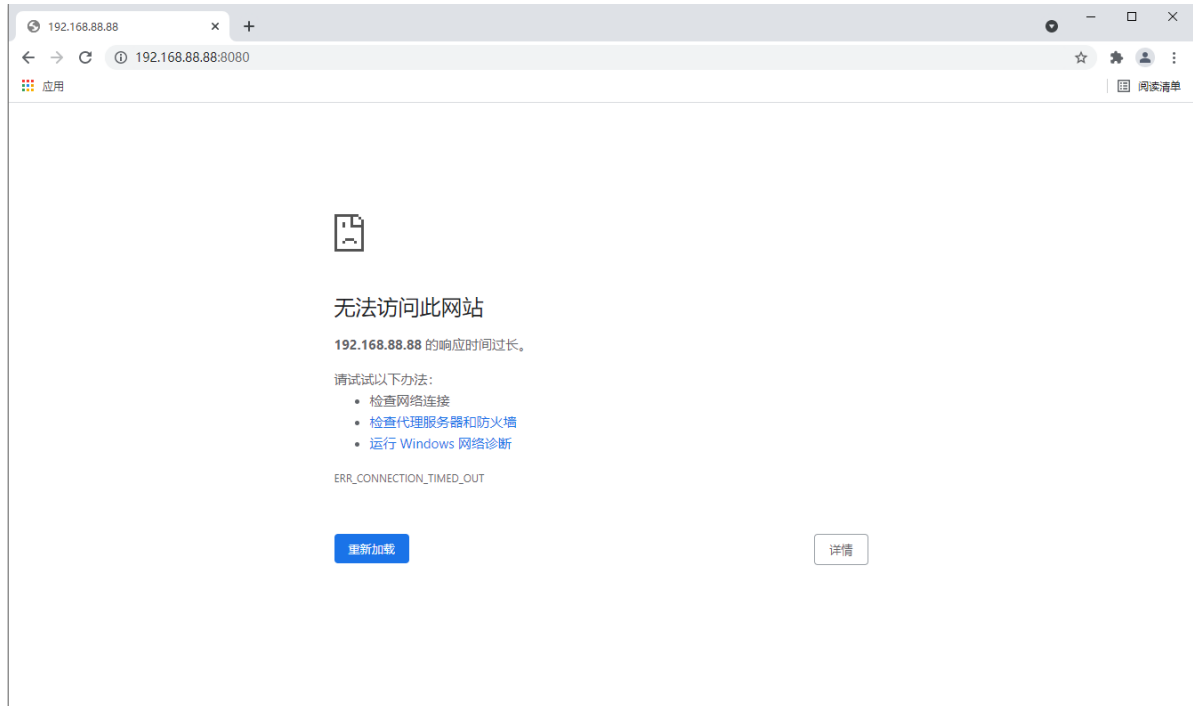 192.168.88.88
192.168.88.88:8080
应用
阅读清单
无法访问此网站
192.168.88.88 的响应时间过长。
请试试以下办法：
检查网络连接
检查代理服务器和防火墙
运行 Windows 网络诊断
ERR_CONNECTION_TIMED_OUT
重新加载
详情